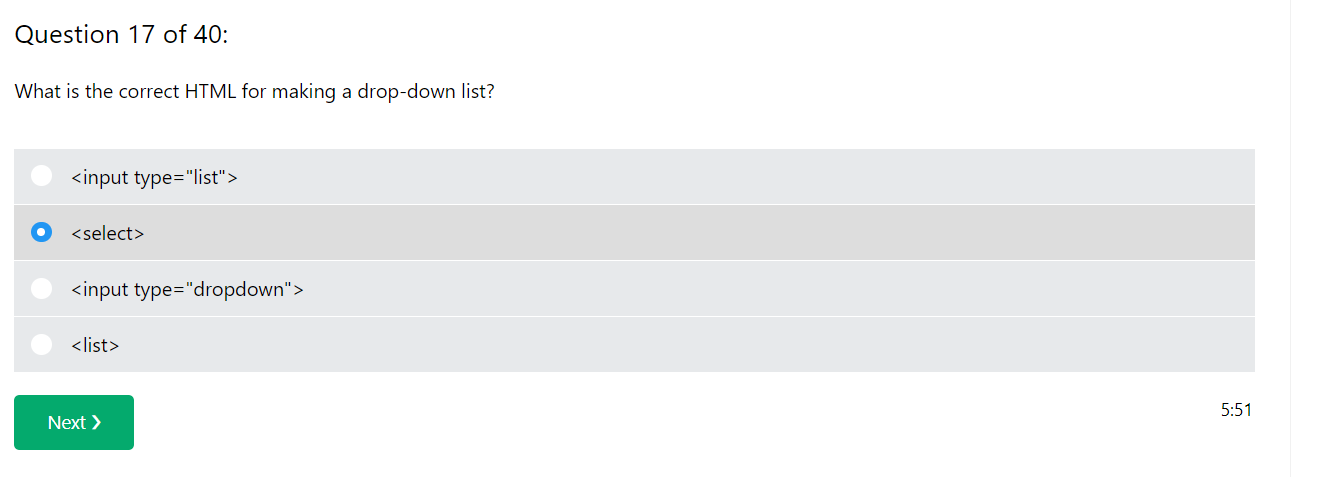 Question 17 of 40:
What is the correct HTML for making a drop-down list?
<input type="list">
<select>
<input type="dropdown">
<list>
Next ❯
5:51